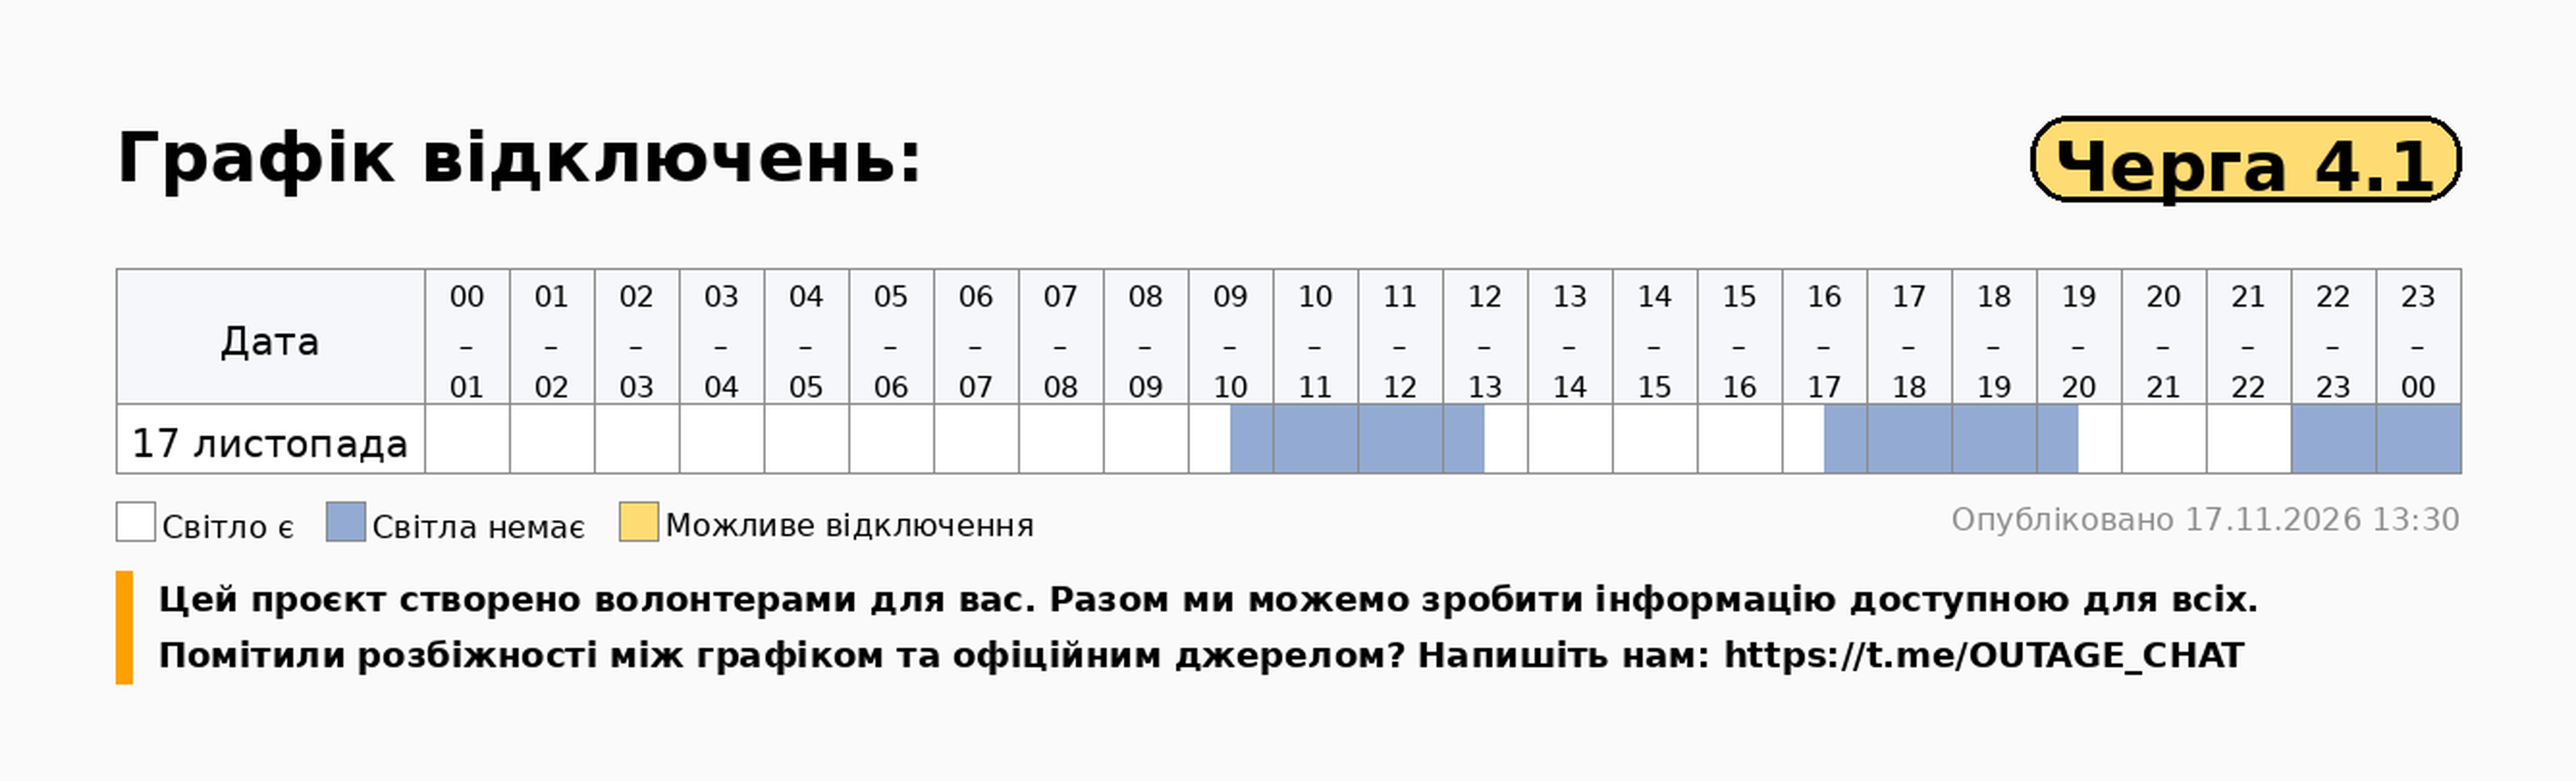 Графік відключень:
Черга 4.1
Дата
00 – 01
01 – 02
02 – 03
03 – 04
04 – 05
05 – 06
06 – 07
07 – 08
08 – 09
09 – 10
10 – 11
11 – 12
12 – 13
13 – 14
14 – 15
15 – 16
16 – 17
17 – 18
18 – 19
19 – 20
20 – 21
21 – 22
22 – 23
23 – 00
17 листопада
Світло є
Світла немає
Можливе відключення
Опубліковано 17.11.2026 13:30
Цей проєкт створено волонтерами для вас. Разом ми можемо зробити інформацію доступною для всіх.
Помітили розбіжності між графіком та офіційним джерелом? Напишіть нам: https://t.me/OUTAGE_CHAT